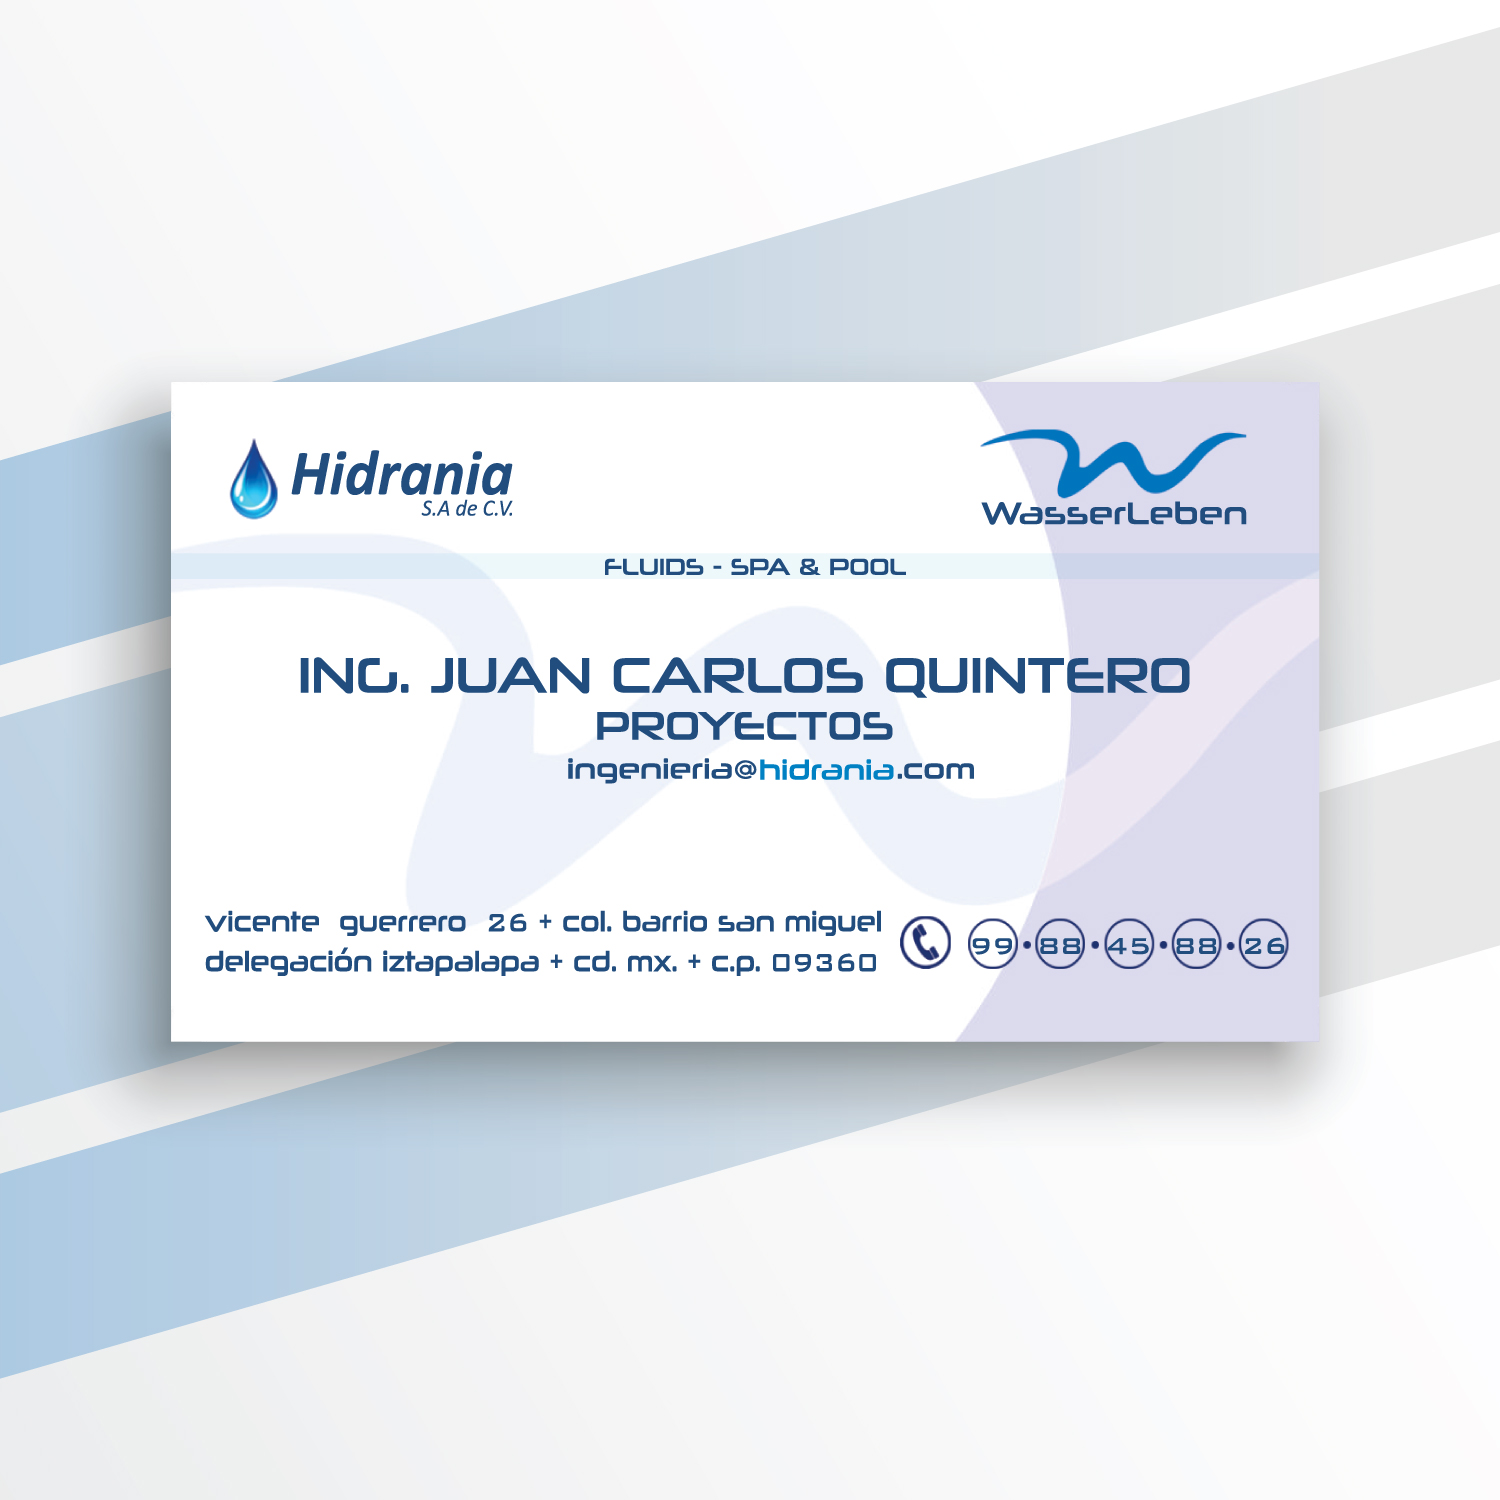 Hidrania
S.A de C.V.
WasserLeben
FLUIDS - SPA & POOL
ING. JUAN CARLOS QUINTERO
PROYECTOS
ingenieria@hidrania.com
vicente guerrero 26 + col. barrio san miguel
delegación iztapalapa + cd. mx. + c.p. 09360
99·88·45·88·26